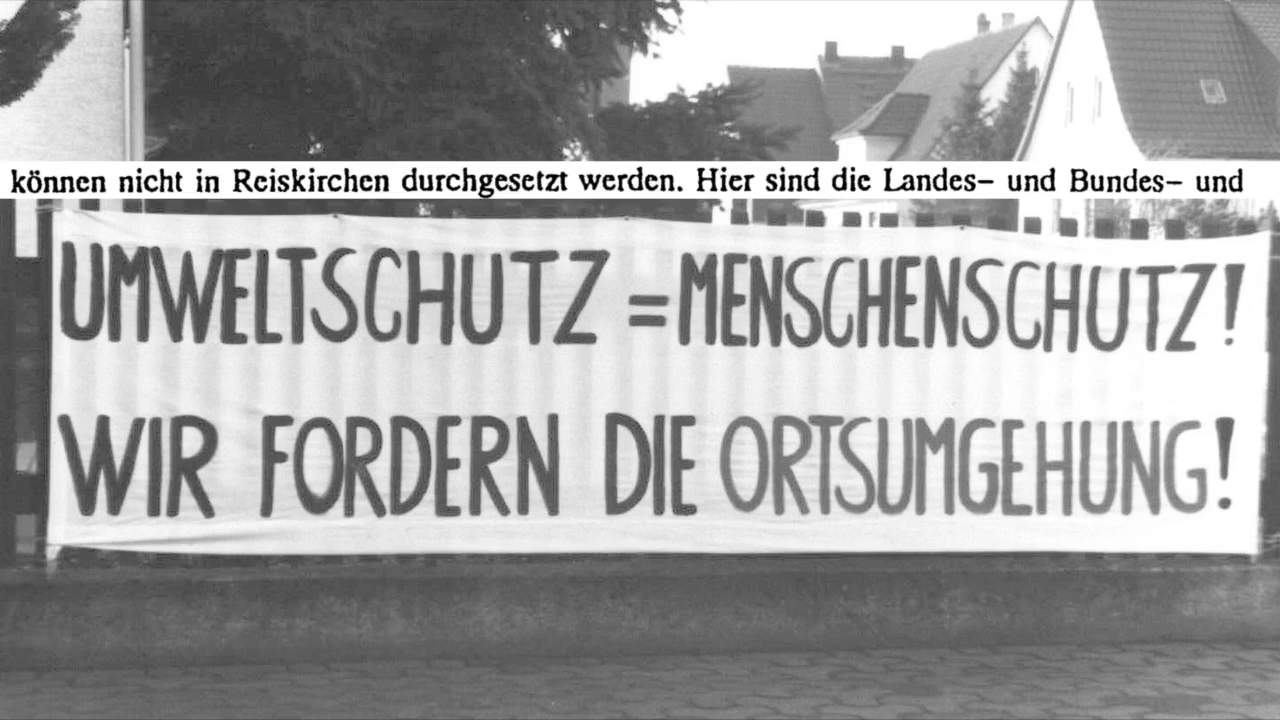 können nicht in Reiskirchen durchgesetzt werden. Hier sind die Landes- und Bundes- und
UMWELTSCHUTZ = MENSCHENSCHUTZ!
WIR FORDERN DIE ORTSUMGEHUNG!